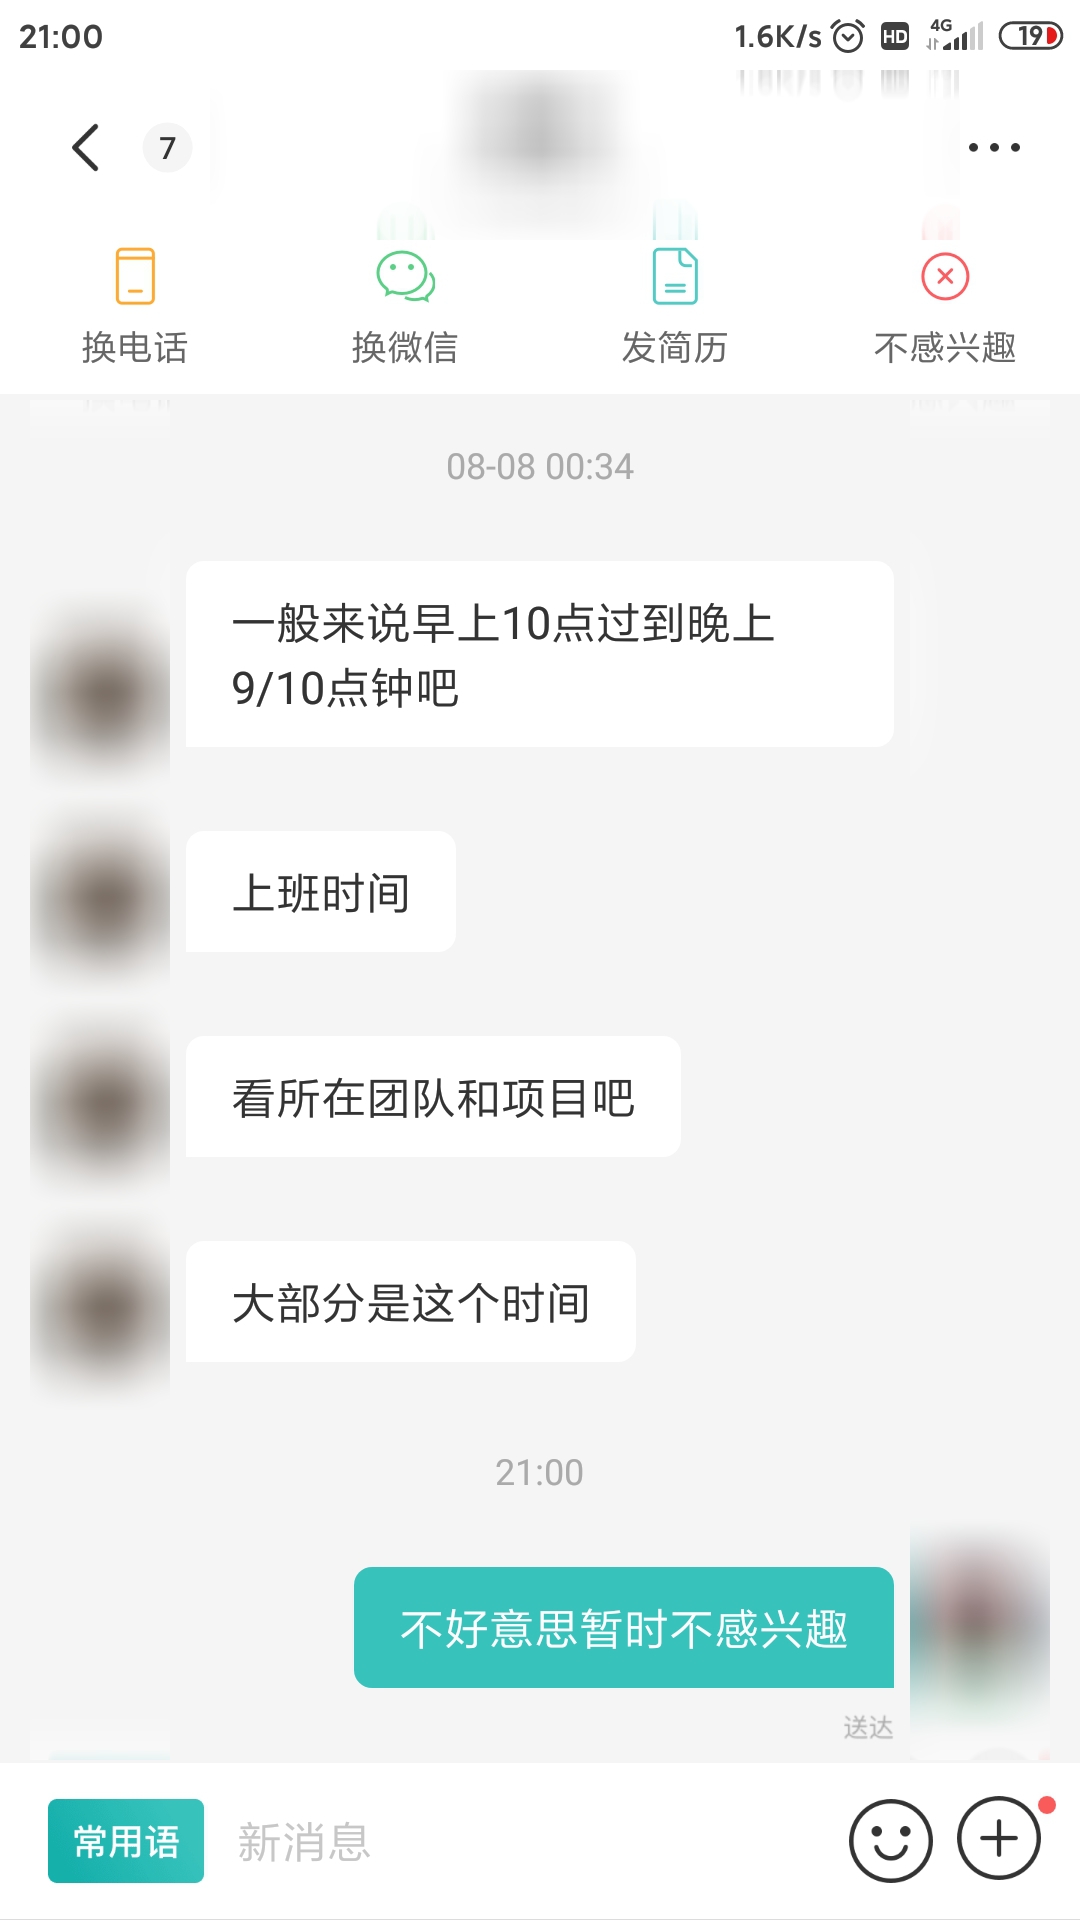 21:00
1.6K/s HD 4G 19
7
换电话 换微信 发简历 不感兴趣
08-08 00:34
一般来说早上10点过到晚上
9/10点钟吧
上班时间
看所在团队和项目吧
大部分是这个时间
21:00
不好意思暂时不感兴趣
送达
常用语 新消息